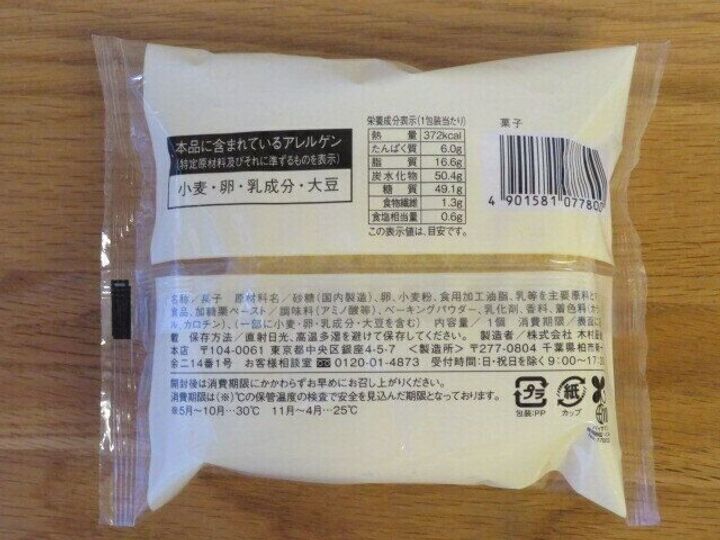 本品に含まれているアレルゲン
(特定原材料及びそれに準ずるものを表示)
小麦・卵・乳成分・大豆
栄養成分表示(1包装当たり)
熱量 372kcal
たんぱく質 6.0g
脂質 16.6g
炭水化物 50.4g
糖質 49.1g
食物繊維 1.3g
食塩相当量 0.6g
この表示値は、目安です。
菓子
4 901581 077800
名称/菓子 原材料名/砂糖(国内製造)、卵、小麦粉、食用加工油脂、乳等を主要原料と
食品、加糖栗ペースト/調味料(アミノ酸等)、ベーキングパウダー、乳化剤、香料、着色料(カ
ル、カロチン)、(一部に小麦・卵・乳成分・大豆を含む) 内容量/1個 消費期限/表面に
載 保存方法/直射日光、高温多湿を避けて保存してください。 製造者/株式会社 木村屋
本店 〒104-0061 東京都中央区銀座4-5-7 <製造所>〒277-0804 千葉県柏市
余二14番1号 お客様相談室 0120-01-4873 受付時間:日・祝日を除く9:00~17:
開封後は消費期限にかかわらずお早めにお召し上がりください。
消費期限は(※)℃の保管温度の検査で安全を見込んだ期限となっております。
※5月~10月…30℃ 11月~4月…25℃
プラ
包装:PP
紙
カップ